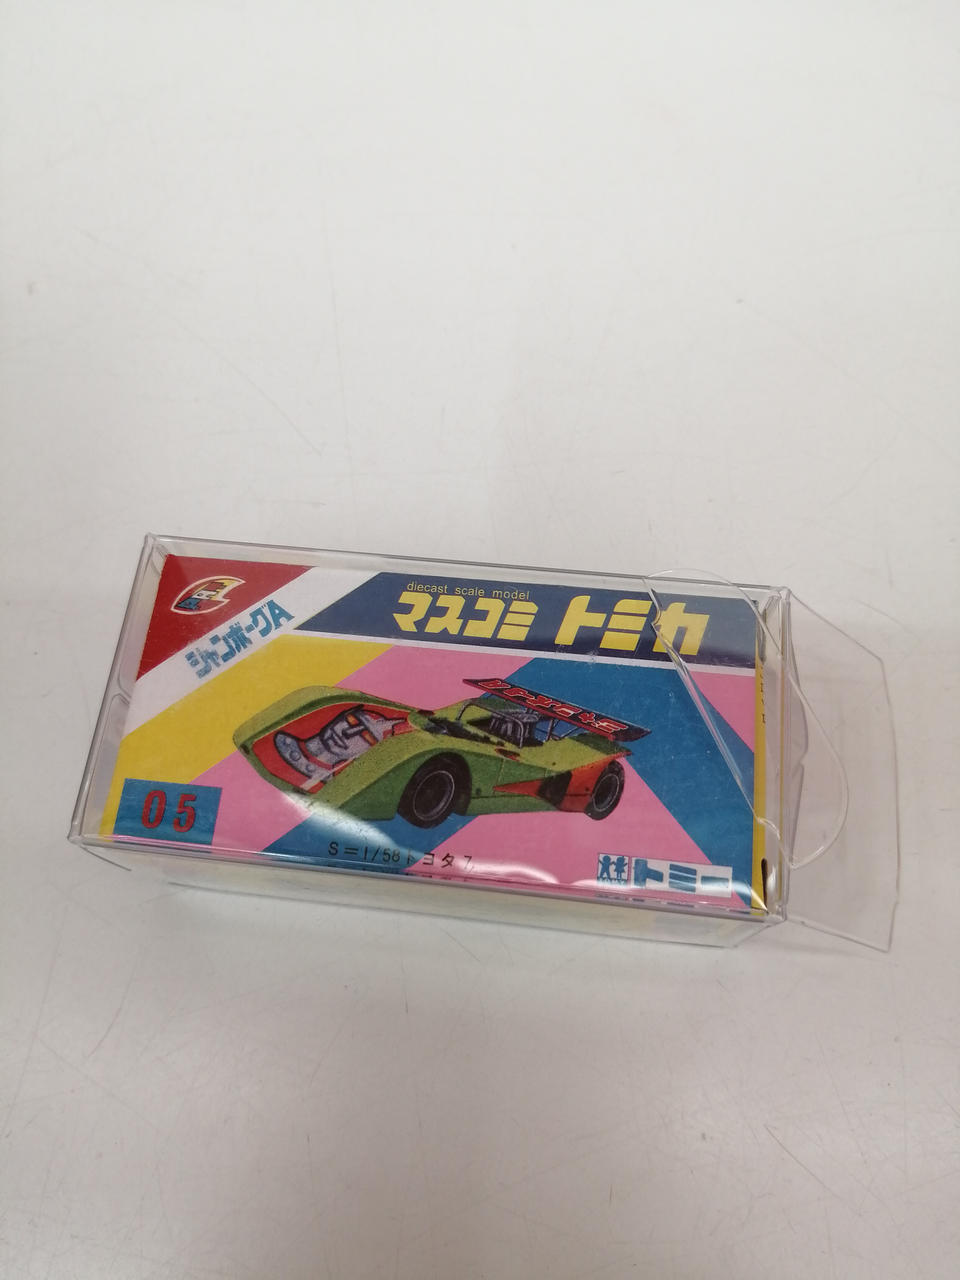 diecast scale model
マスコミ トミカ
ジャンボーグA
05
S=1/58 トヨタ7
トミー